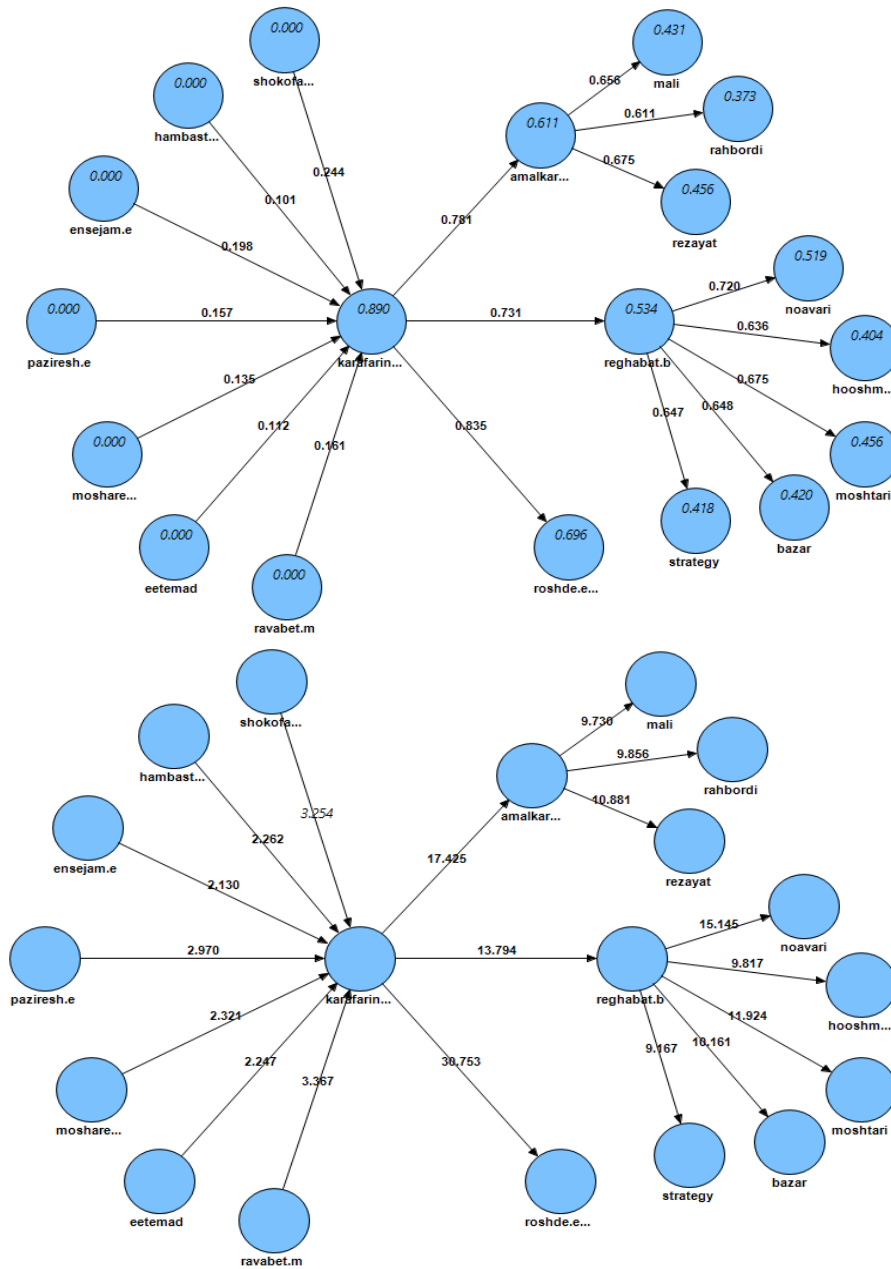 0.000
shokofa...
0.431
mali
0.656
0.000
hambast...
0.373
rahbordi
0.611
0.611
amalkar...
0.675
0.456
rezayat
0.244
0.101
0.000
ensejam.e
0.198
0.781
0.519
noavari
0.720
0.000
paziresh.e
0.157
0.890
karafarin...
0.731
0.534
reghabat.b
0.636
0.404
hooshm...
0.135
0.112
0.161
0.835
0.647
0.648
0.675
0.000
moshare...
0.456
moshtari
0.000
eetemad
0.000
ravabet.m
0.696
roshde.e...
0.418
strategy
0.420
bazar
shokofa...
mali
9.730
hambast...
9.856
rahbordi
amalkar...
10.881
rezayat
3.254
2.262
ensejam.e
2.130
17.425
noavari
15.145
paziresh.e
2.970
karafarin...
13.794
reghabat.b
9.817
hooshm...
2.321
2.247
3.367
30.753
9.167
10.161
11.924
moshare...
moshtari
eetemad
ravabet.m
roshde.e...
strategy
bazar